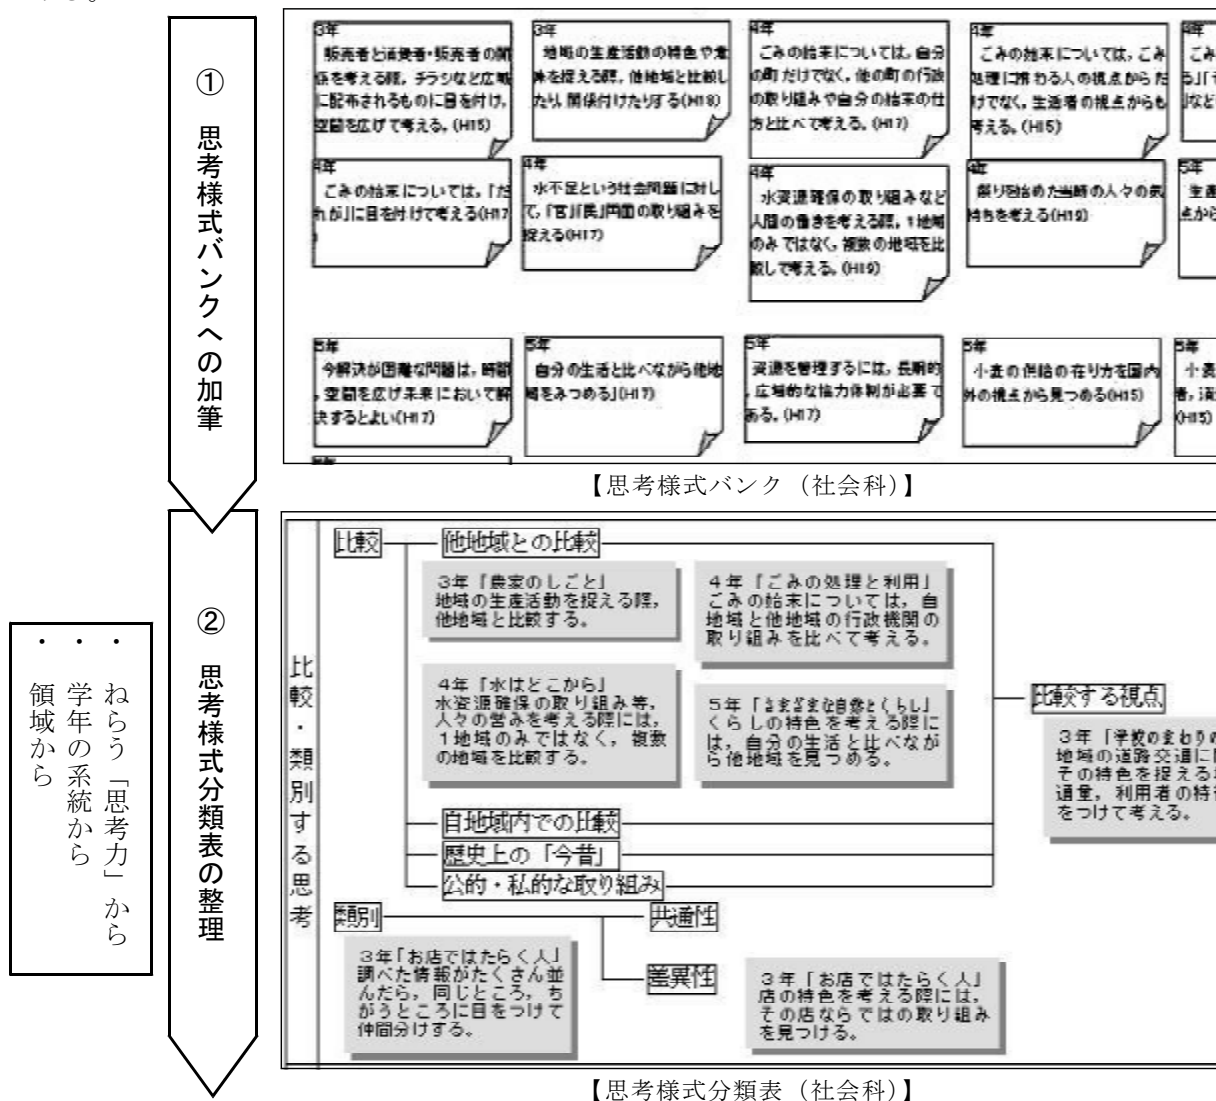 ① 思考様式バンクへの加筆
3年
販売者と消費者・販売者の関
係を考える際，チラシなど広域
に配布されるものに目を付け，
空間を広げて考える。(H15)
3年
地域の生産活動の特色や意
味を捉える際，他地域と比較し
たり，関係付けたりする(H18)
4年
ごみの始末については，自分
の町だけでなく，他の町の行政
の取り組みや自分の始末の仕
方と比べて考える。(H17)
4年
ごみの始末については，ごみ
処理に携わる人の視点からだ
けでなく，生活者の視点からも
考える。(H15)
4年
4年
ごみの始末については，「だ
れが」に目を付けて考える(H17
)
4年
水不足という社会問題に対し
て，「官」「民」両面の取り組みを
捉える(H17)
4年
水資源確保の取り組みなど
人間の働きを考える際，1地域
のみではなく，複数の地域を比
較して考える。(H19)
4年
祭りを始めた当時の人々の気
持ちを考える(H19)
5年
5年
今解決が困難な問題は，時間
，空間を広げ未来において解
決するとよい(H17)
5年
自分の生活と比べながら他地
域をみつめる」(H17)
5年
資源を管理するには，長期的
，広域的な協力体制が必要で
ある。(H17)
5年
小麦の供給の在り方を国内
外の視点から見つめる(H15)
5年
(H15)
【思考様式バンク（社会科）】
② 思考様式分類表の整理
・ねらう「思考力」から
・学年の系統から
・領域から
比較・類別する思考
比較
他地域との比較
3年「農家のしごと」
地域の生産活動を捉える際，
他地域と比較する。
4年「ごみの処理と利用」
ごみの始末については，自
地域と他地域の行政機関の
取り組みを比べて考える。
4年「水はどこから」
水資源確保の取り組み等，
人々の営みを考える際には，
1地域のみではなく，複数
の地域を比較する。
5年「さまざまな自然とくらし」
くらしの特色を考える際に
は，自分の生活と比べなが
ら他地域を見つめる。
比較する視点
3年「学校のまわりの
地域の道路交通に
その特色を捉える
通量，利用者の特
をつけて考える。
自地域内での比較
歴史上の「今昔」
公的・私的な取り組み
類別
共通性
3年「お店ではたらく人」
調べた情報がたくさん並
んだら，同じところ，ち
がうところに目をつけて
仲間分けする。
差異性
3年「お店ではたらく人」
店の特色を考える際には，
その店ならではの取り組み
を見つける。
【思考様式分類表（社会科）】